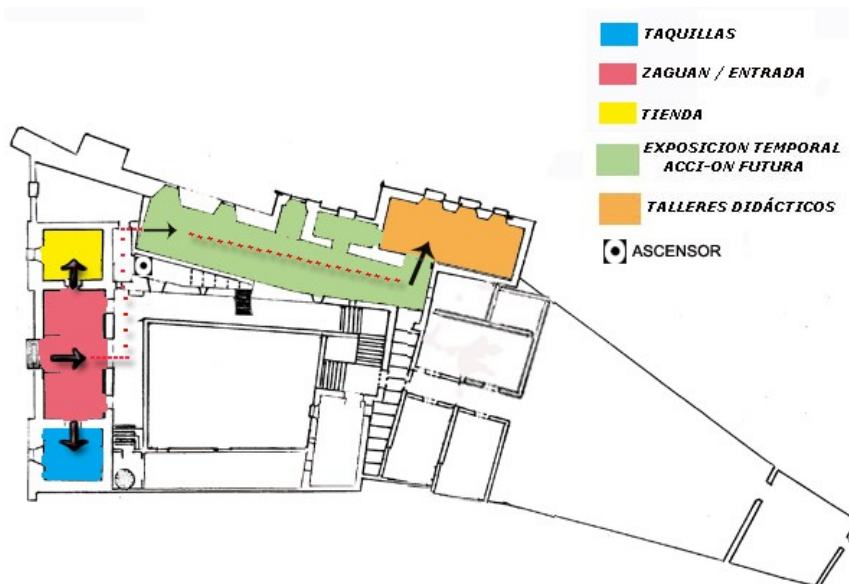 TAQUILLAS
ZAGUAN / ENTRADA
TIENDA
EXPOSICION TEMPORAL
ACCI-ON FUTURA
TALLERES DIDÁCTICOS
ASCENSOR